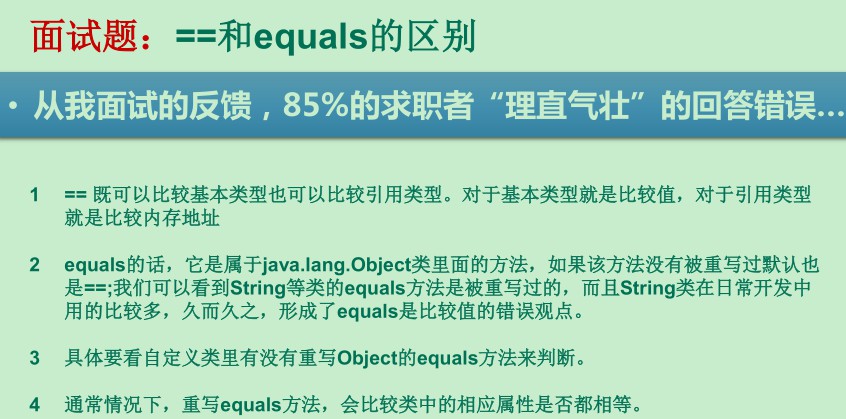 面试题：==和equals的区别
• 从我面试的反馈，85%的求职者“理直气壮”的回答错误...
1 == 既可以比较基本类型也可以比较引用类型。对于基本类型就是比较值，对于引用类型
就是比较内存地址
2 equals的话，它是属于java.lang.Object类里面的方法，如果该方法没有被重写过默认也
是==;我们可以看到String等类的equals方法是被重写过的，而且String类在日常开发中
用的比较多，久而久之，形成了equals是比较值的错误观点。
3 具体要看自定义类里有没有重写Object的equals方法来判断。
4 通常情况下，重写equals方法，会比较类中的相应属性是否都相等。